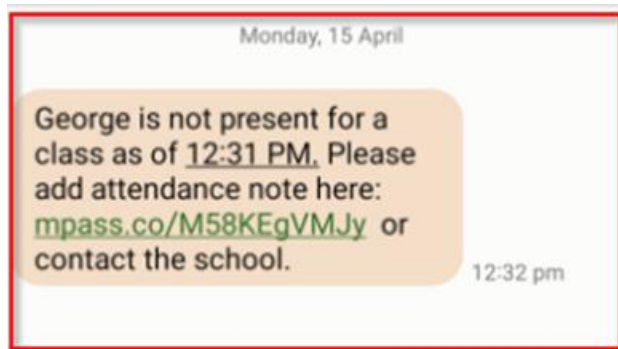 Monday, 15 April
George is not present for a
class as of 12:31 PM. Please
add attendance note here:
mpass.co/M58KEgVMJy or
contact the school.
12:32 pm